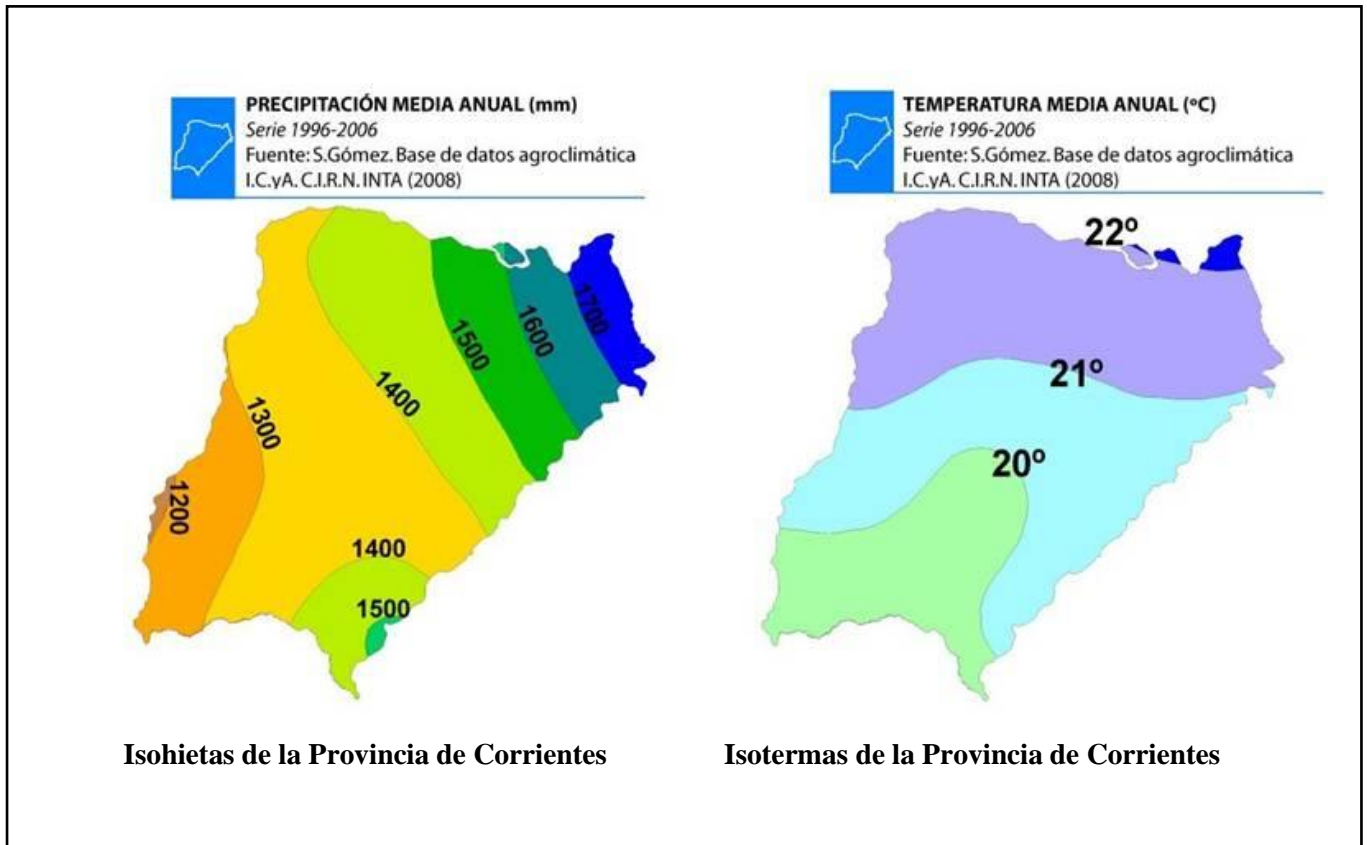 PRECIPITACIÓN MEDIA ANUAL (mm)
Serie 1996-2006
Fuente: S.Gómez. Base de datos agroclimática
I.C.yA. C.I.R.N. INTA (2008)
1700
1600
1500
1400
1300
1200
1400
1500
Isohietas de la Provincia de Corrientes
TEMPERATURA MEDIA ANUAL (ºC)
Serie 1996-2006
Fuente: S.Gómez. Base de datos agroclimática
I.C.yA. C.I.R.N. INTA (2008)
22º
21º
20º
Isotermas de la Provincia de Corrientes